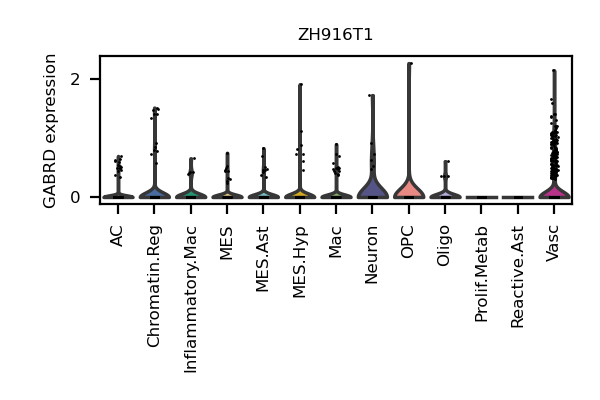 ZH916T1
GABRD expression
2
0
AC
Chromatin.Reg
Inflammatory.Mac
MES
MES.Ast
MES.Hyp
Mac
Neuron
OPC
Oligo
Prolif.Metab
Reactive.Ast
Vasc